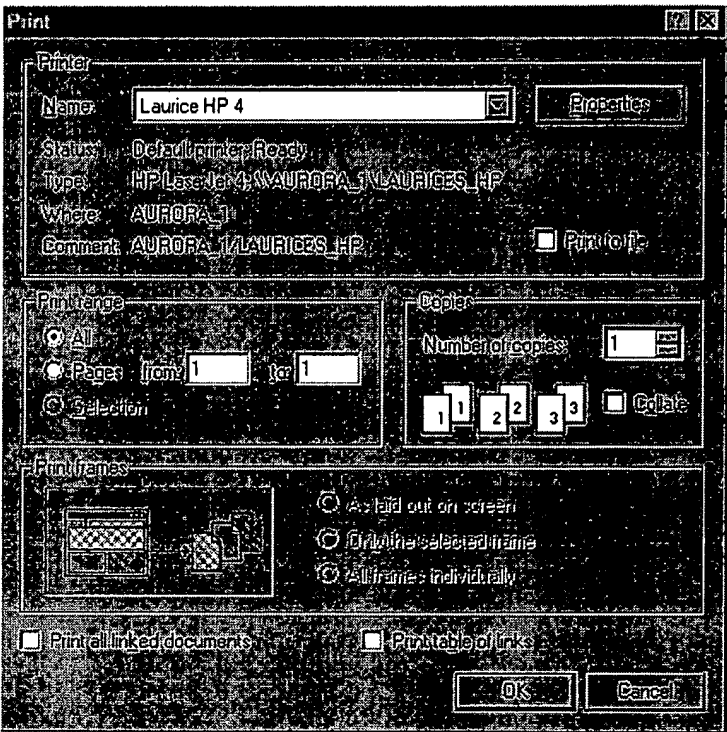 Print
Printer
Name: Laurice HP 4 Properties
Status: Default printer; Ready
Type: HP LaserJet 4; \\AURORA_1\LAURICES_HP
Where: AURORA_1
Comment: AURORA_1/LAURICES_HP Print to file
Print range
All
Pages from: 1 to: 1
Selection
Copies
Number of copies: 1
1 1 2 2 3 3 Collate
Print frames
As laid out on screen
Only the selected frame
All frames individually
Print all linked documents Print table of links
OK Cancel